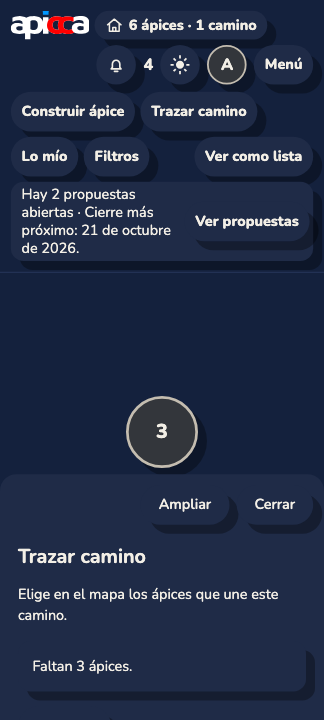 apicca
6 ápices · 1 camino
4
A
Menú
Construir ápice
Trazar camino
Lo mío
Filtros
Ver como lista
Hay 2 propuestas
abiertas · Cierre más
próximo: 21 de octubre
de 2026.
Ver propuestas
3
Ampliar
Cerrar
Trazar camino
Elige en el mapa los ápices que une este
camino.
Faltan 3 ápices.